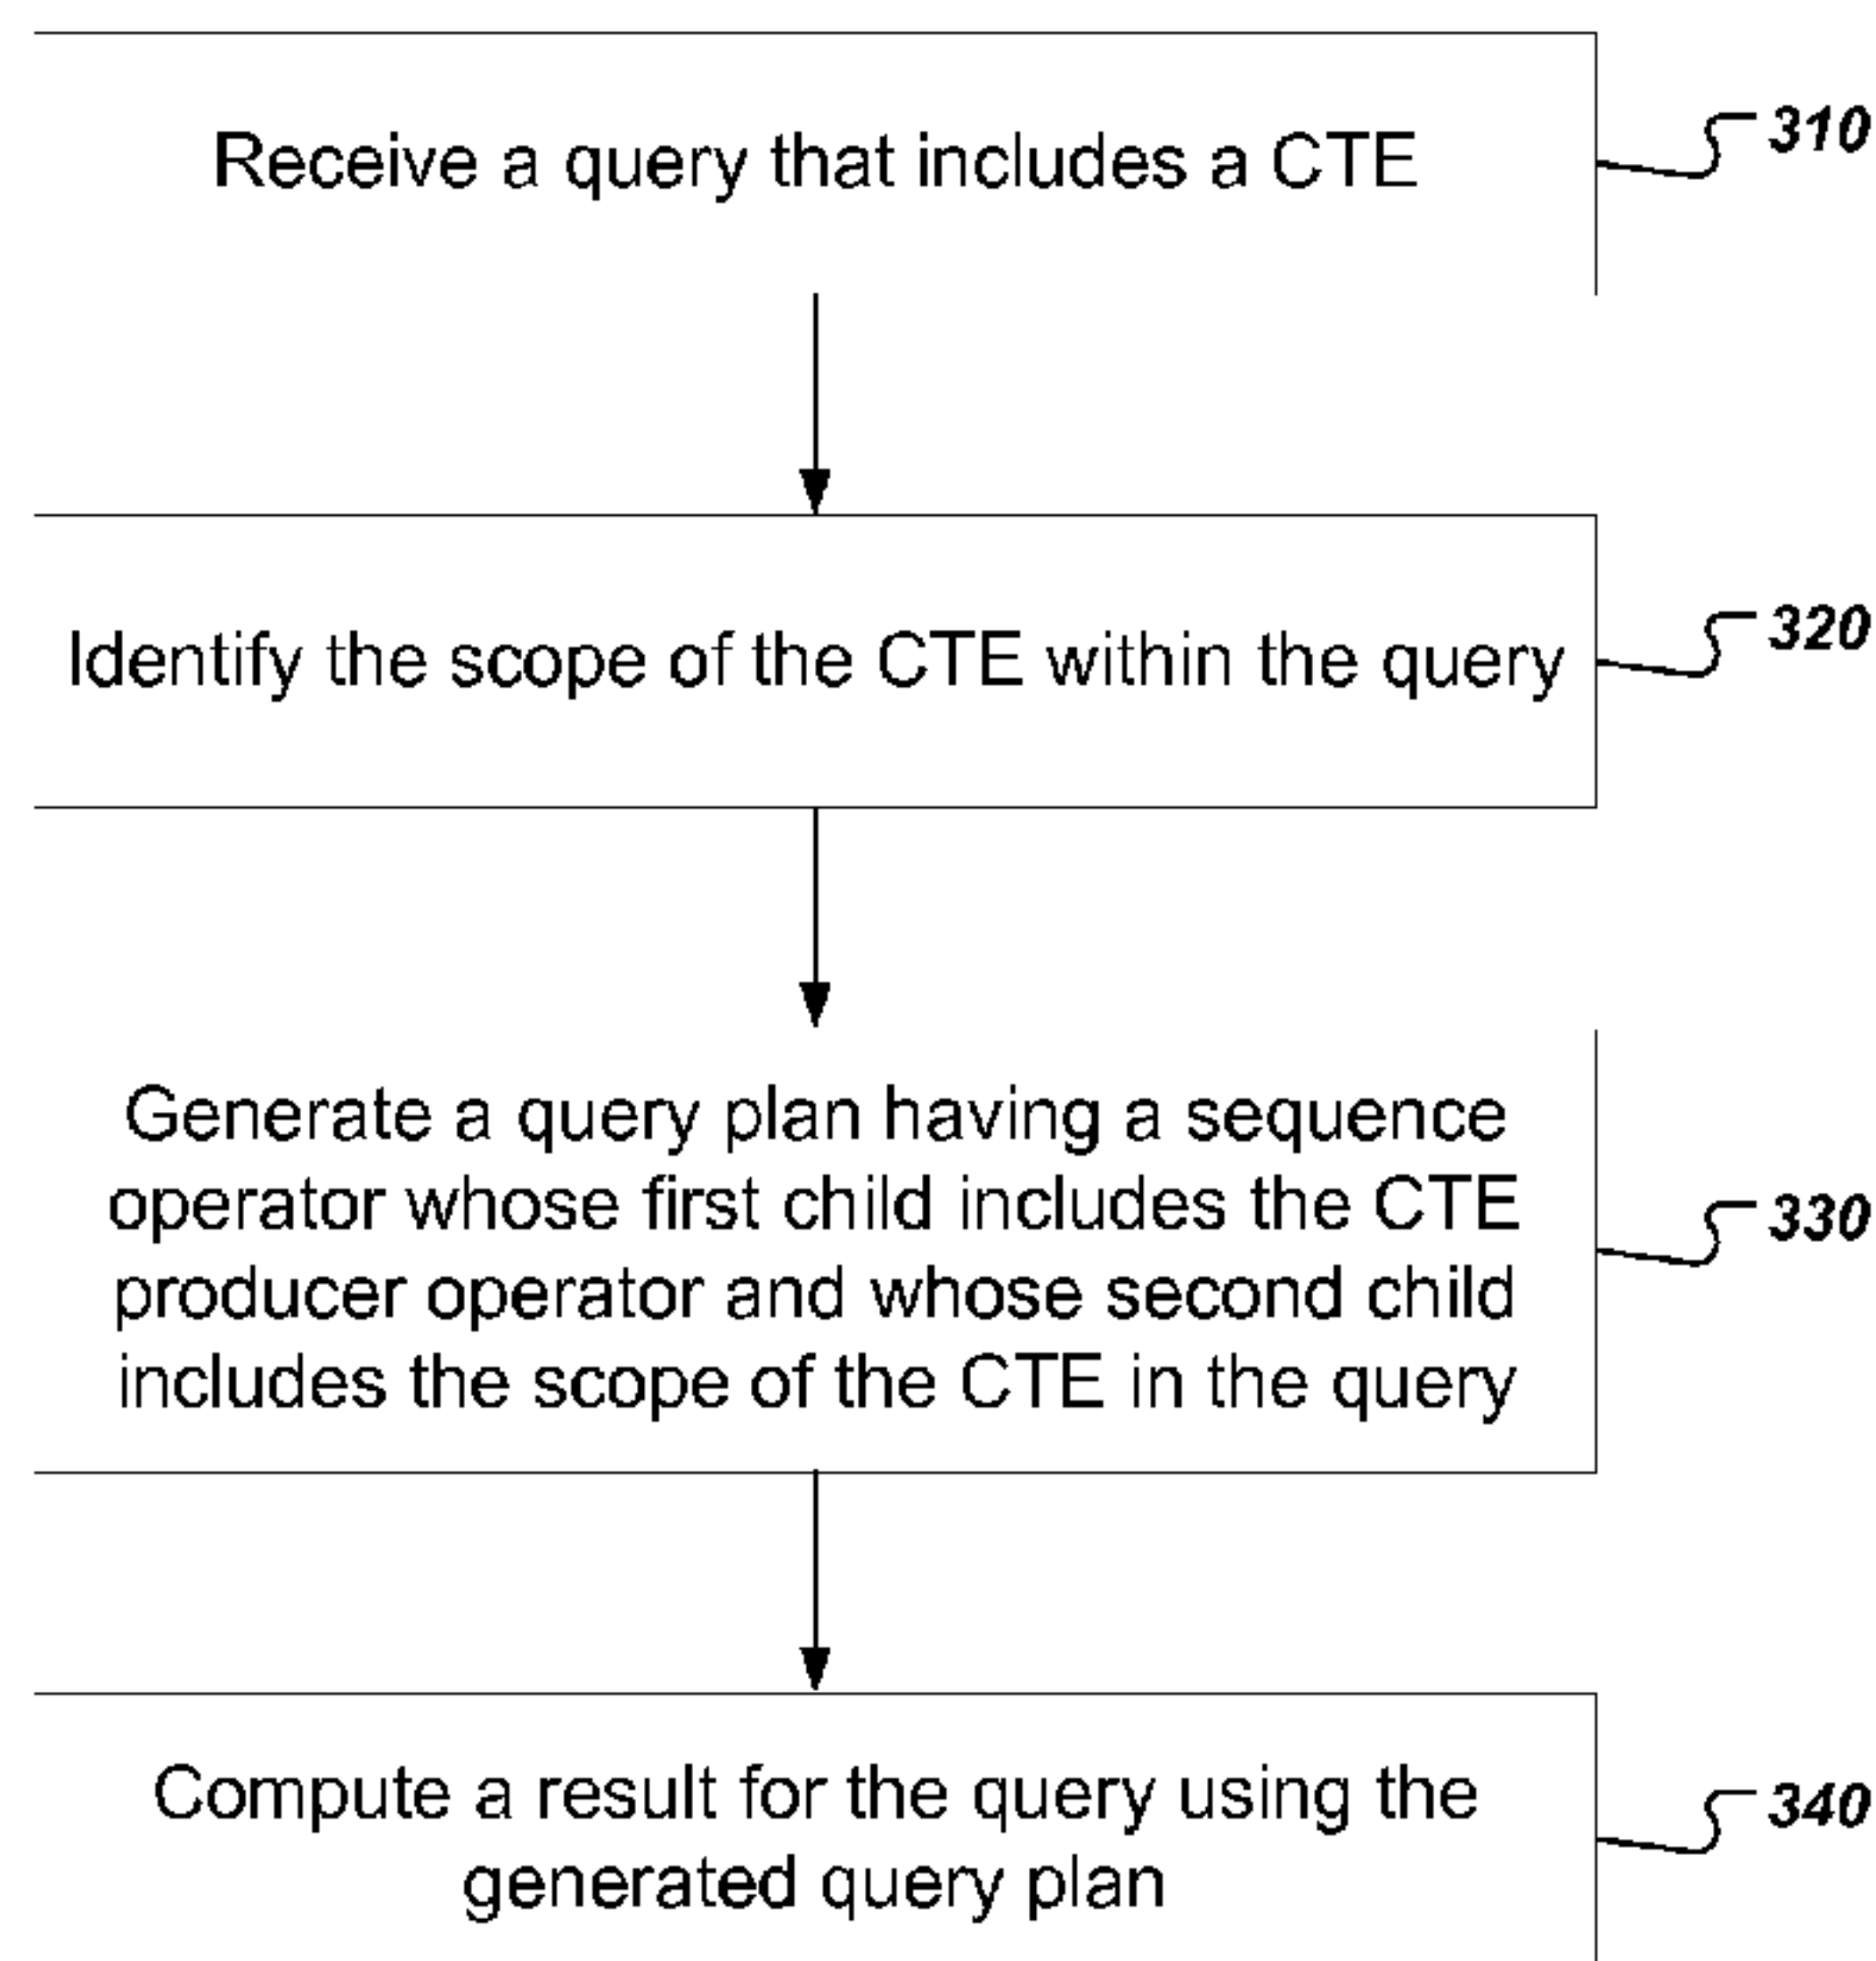 Receive a query that includes a CTE
310
Identify the scope of the CTE within the query
320
Generate a query plan having a sequence
operator whose first child includes the CTE
producer operator and whose second child
includes the scope of the CTE in the query
330
Compute a result for the query using the
generated query plan
340